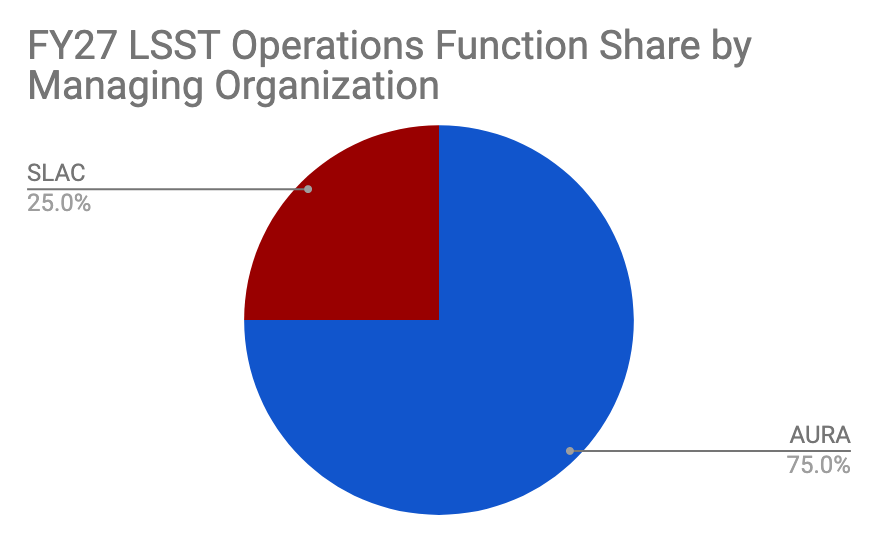 FY27 LSST Operations Function Share by
Managing Organization
SLAC
25.0%
AURA
75.0%